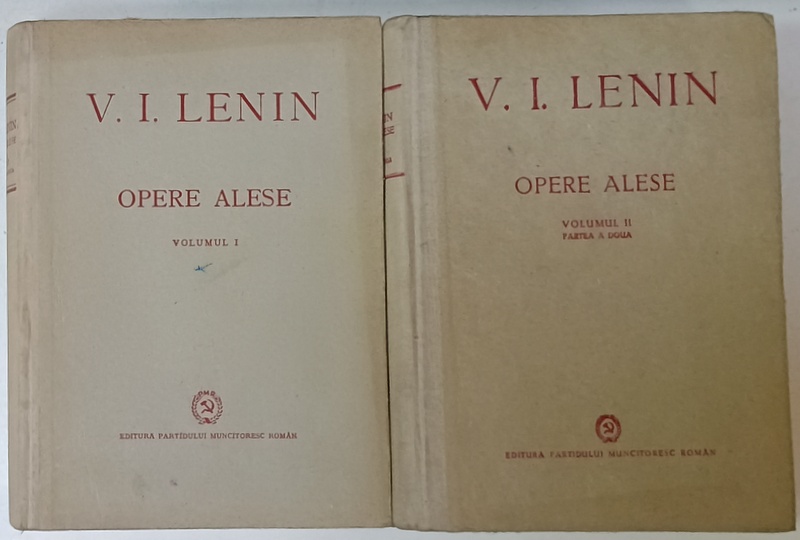 V. I. LENIN
OPERE ALESE
VOLUMUL I
P.M.R.
EDITURA PARTIDULUI MUNCITORESC ROMÂN
V. I. LENIN
OPERE ALESE
VOLUMUL II
PARTEA A DOUA
EDITURA PARTIDULUI MUNCITORESC ROMÂN